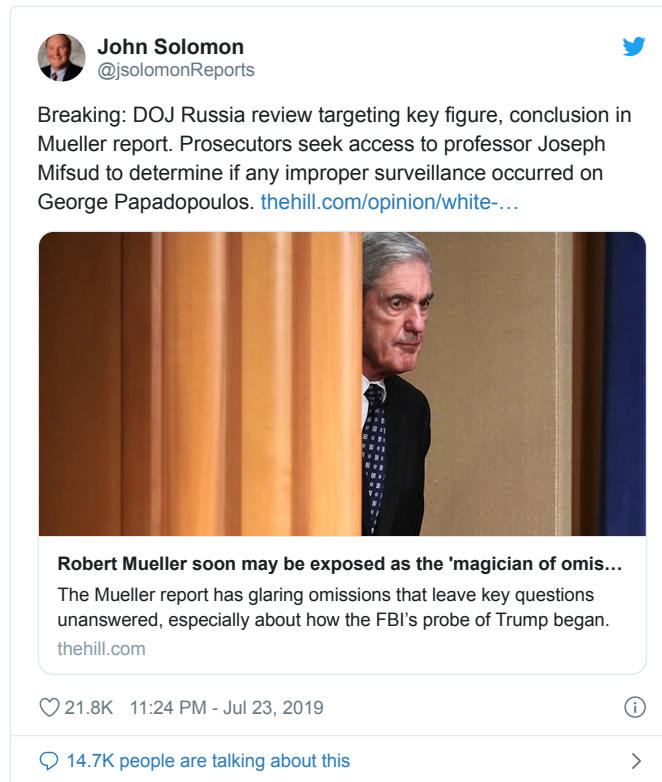 John Solomon
@jsolomonReports
Breaking: DOJ Russia review targeting key figure, conclusion in
Mueller report. Prosecutors seek access to professor Joseph
Mifsud to determine if any improper surveillance occurred on
George Papadopoulos. thehill.com/opinion/white-…
Robert Mueller soon may be exposed as the 'magician of omis…
The Mueller report has glaring omissions that leave key questions
unanswered, especially about how the FBI’s probe of Trump began.
thehill.com
21.8K 11:24 PM - Jul 23, 2019
14.7K people are talking about this